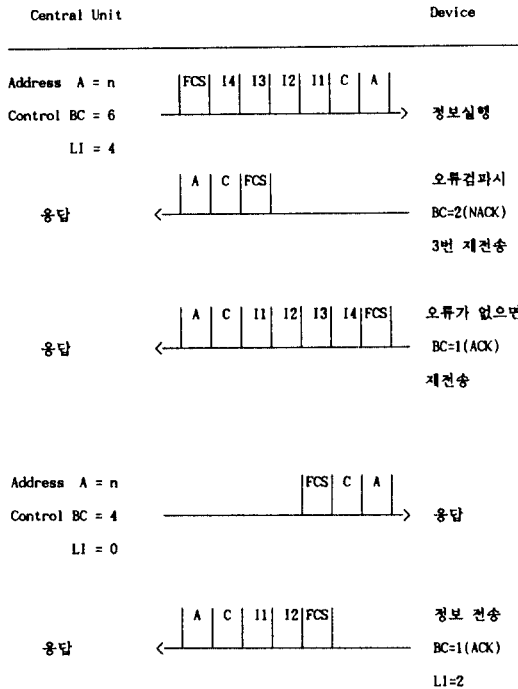 Central Unit Device
Address A = n
FCS I4 I3 I2 I1 C A
Control BC = 6
정보실행
LI = 4
A C FCS
오류검파시
응답
BC=2(NACK)
3번 재전송
A C I1 I2 I3 I4 FCS
오류가 없으면
응답
BC=1(ACK)
재전송
Address A = n
FCS C A
Control BC = 4
응답
LI = 0
A C I1 I2 FCS
정보 전송
응답
BC=1(ACK)
LI=2